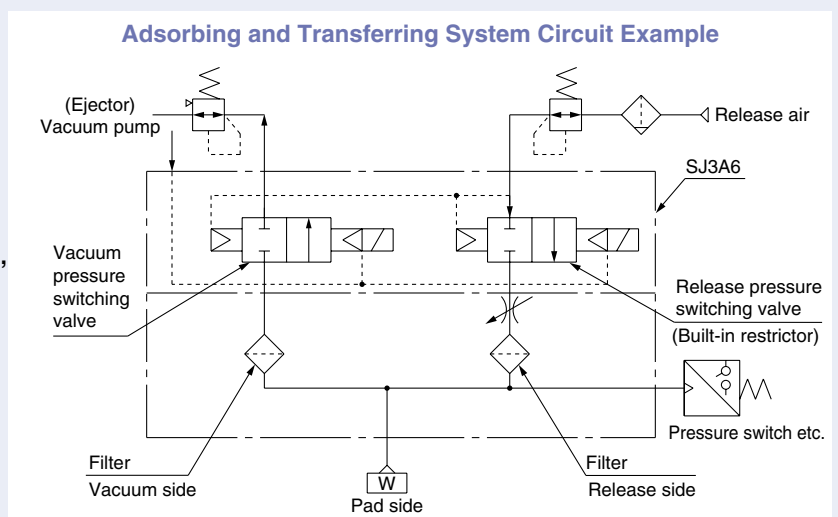 Adsorbing and Transferring System Circuit Example
(Ejector)
Vacuum pump
Release air
SJ3A6
,
Vacuum
pressure
switching
valve
Release pressure
switching valve
(Built-in restrictor)
Pressure switch etc.
Filter
Vacuum side
W
Pad side
Filter
Release side